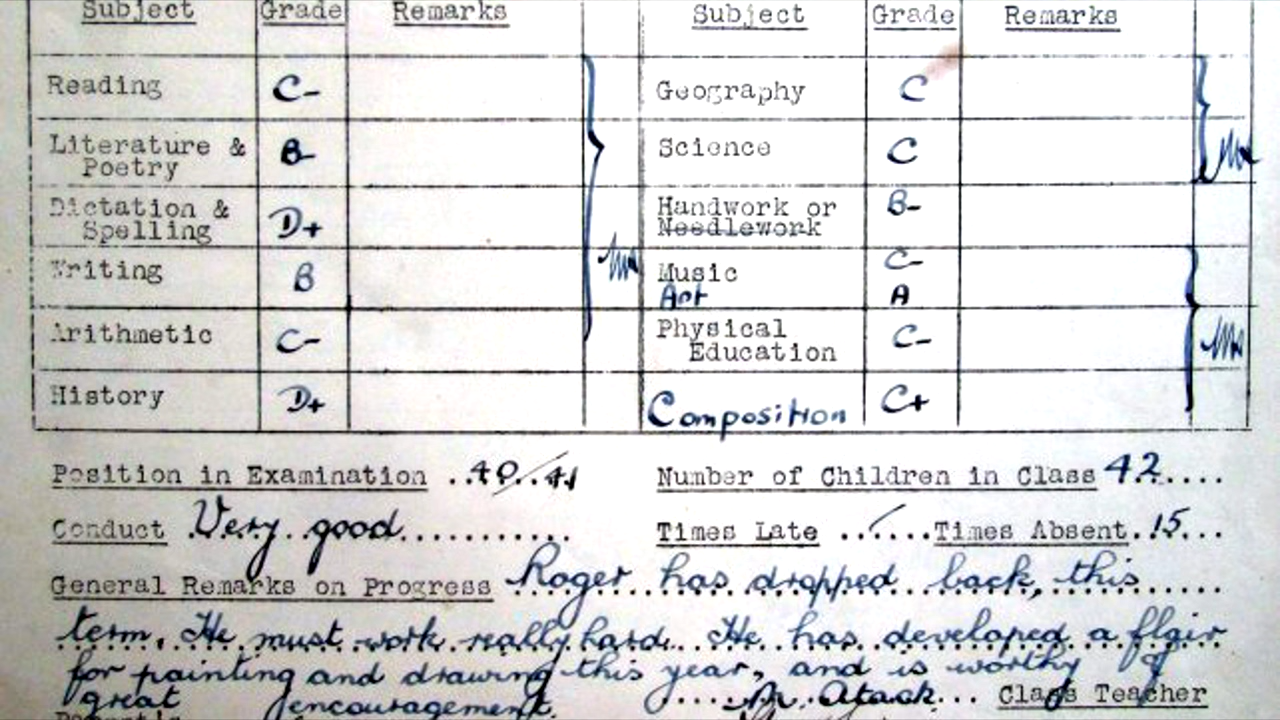 Subject Grade Remarks Subject Grade Remarks
Reading C- Geography C
Literature & Poetry B- Science C
Dictation & Spelling D+ Handwork or Needlework B-
Writing B Music C-
Art A
Arithmetic C- Physical Education C-
History D+ Composition C+
Position in Examination ..40/41 Number of Children in Class 42....
Conduct Very good............ Times Late ...../.... Times Absent.15...
General Remarks on Progress Roger has dropped back, this
term. He must work really hard. He has developed a flair
for painting and drawing this year, and is worthy of
great encouragement. .... Atack... Class Teacher